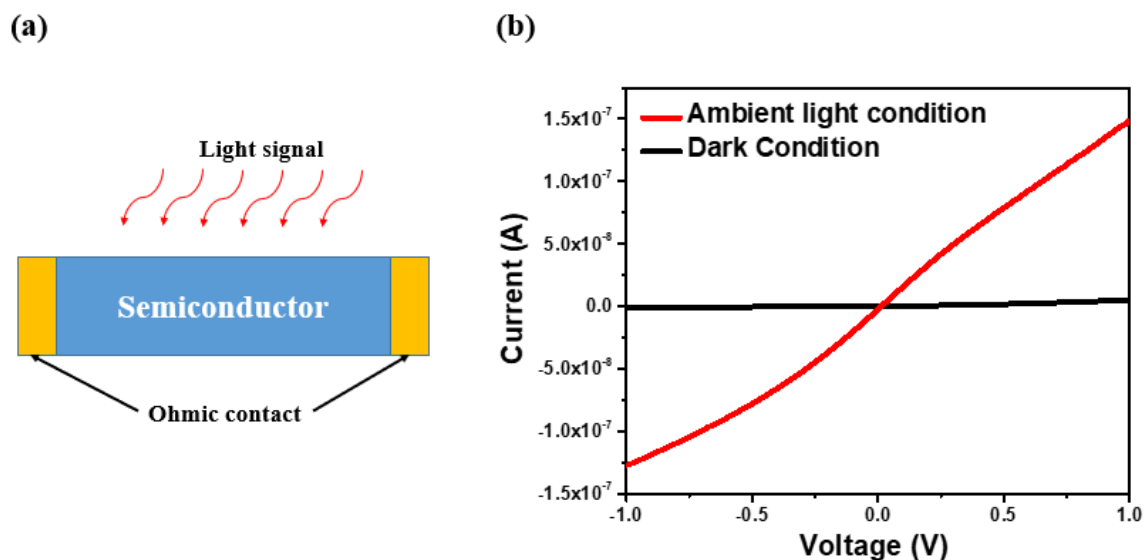 (a)
Light signal
Semiconductor
Ohmic contact
(b)
Ambient light condition
Dark Condition
1.5x10⁻⁷
1.0x10⁻⁷
5.0x10⁻⁸
0.0
-5.0x10⁻⁸
-1.0x10⁻⁷
-1.5x10⁻⁷
Current (A)
-1.0 -0.5 0.0 0.5 1.0
Voltage (V)